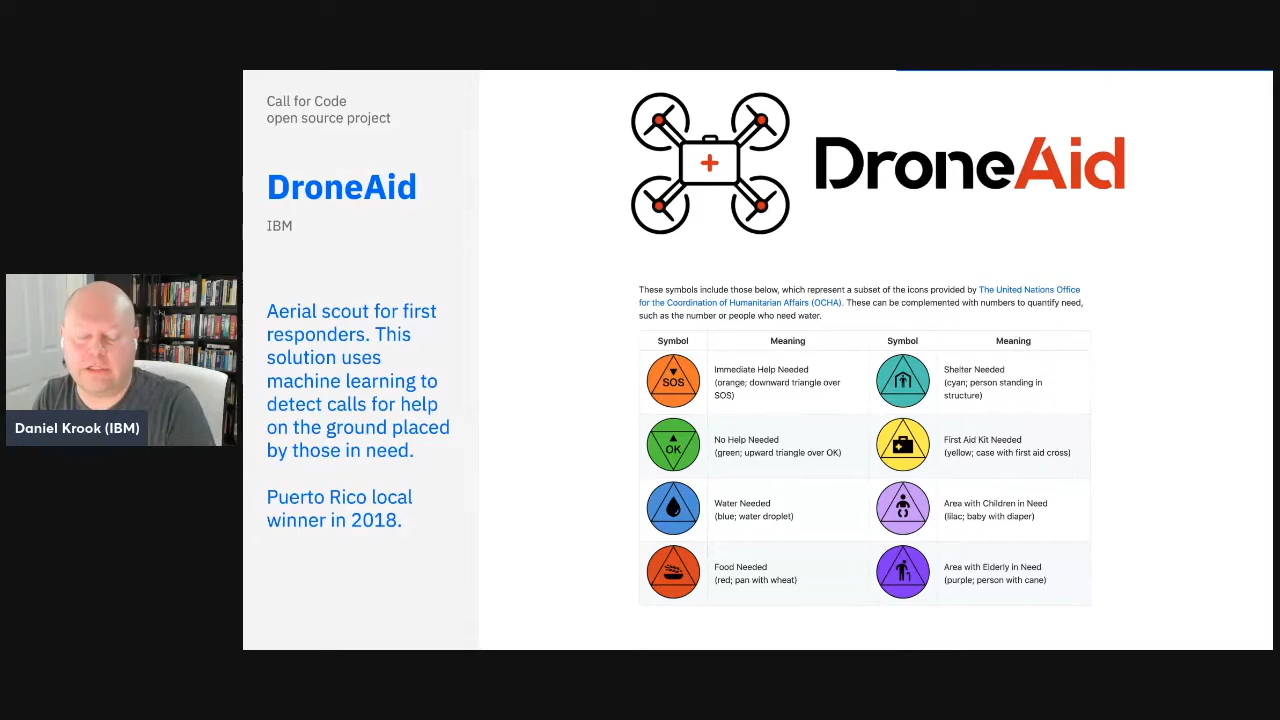 Call for Code
open source project
DroneAid
IBM
Aerial scout for first
responders. This
solution uses
machine learning to
detect calls for help
on the ground placed
by those in need.
Puerto Rico local
winner in 2018.
DroneAid
These symbols include those below, which represent a subset of the icons provided by The United Nations Office
for the Coordination of Humanitarian Affairs (OCHA). These can be complemented with numbers to quantify need,
such as the number or people who need water.
Symbol Meaning Symbol Meaning
SOS
Immediate Help Needed
(orange; downward triangle over
SOS)
Shelter Needed
(cyan; person standing in
structure)
OK
No Help Needed
(green; upward triangle over OK)
First Aid Kit Needed
(yellow; case with first aid cross)
Water Needed
(blue; water droplet)
Area with Children in Need
(lilac; baby with diaper)
Food Needed
(red; pan with wheat)
Area with Elderly in Need
(purple; person with cane)
Daniel Krook (IBM)